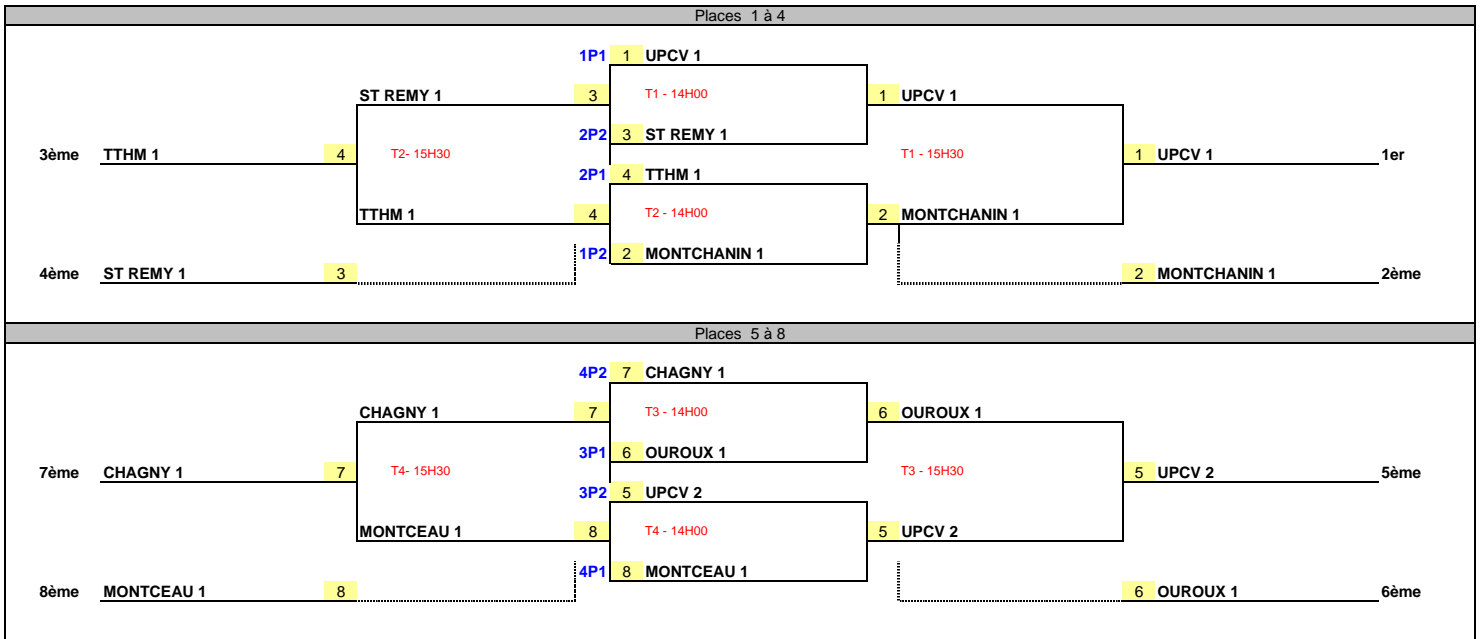 Places 1 à 4
1P1 1 UPCV 1
ST REMY 1 3 T1 - 14H00 1 UPCV 1
2P2 3 ST REMY 1
3ème TTHM 1 4 T2- 15H30 T1 - 15H30 1 UPCV 1 1er
2P1 4 TTHM 1
TTHM 1 4 T2 - 14H00 2 MONTCHANIN 1
1P2 2 MONTCHANIN 1
4ème ST REMY 1 3 2 MONTCHANIN 1 2ème
Places 5 à 8
4P2 7 CHAGNY 1
CHAGNY 1 7 T3 - 14H00 6 OUROUX 1
3P1 6 OUROUX 1
7ème CHAGNY 1 7 T4- 15H30 T3 - 15H30 5 UPCV 2 5ème
3P2 5 UPCV 2
MONTCEAU 1 8 T4 - 14H00 5 UPCV 2
4P1 8 MONTCEAU 1
8ème MONTCEAU 1 8 6 OUROUX 1 6ème